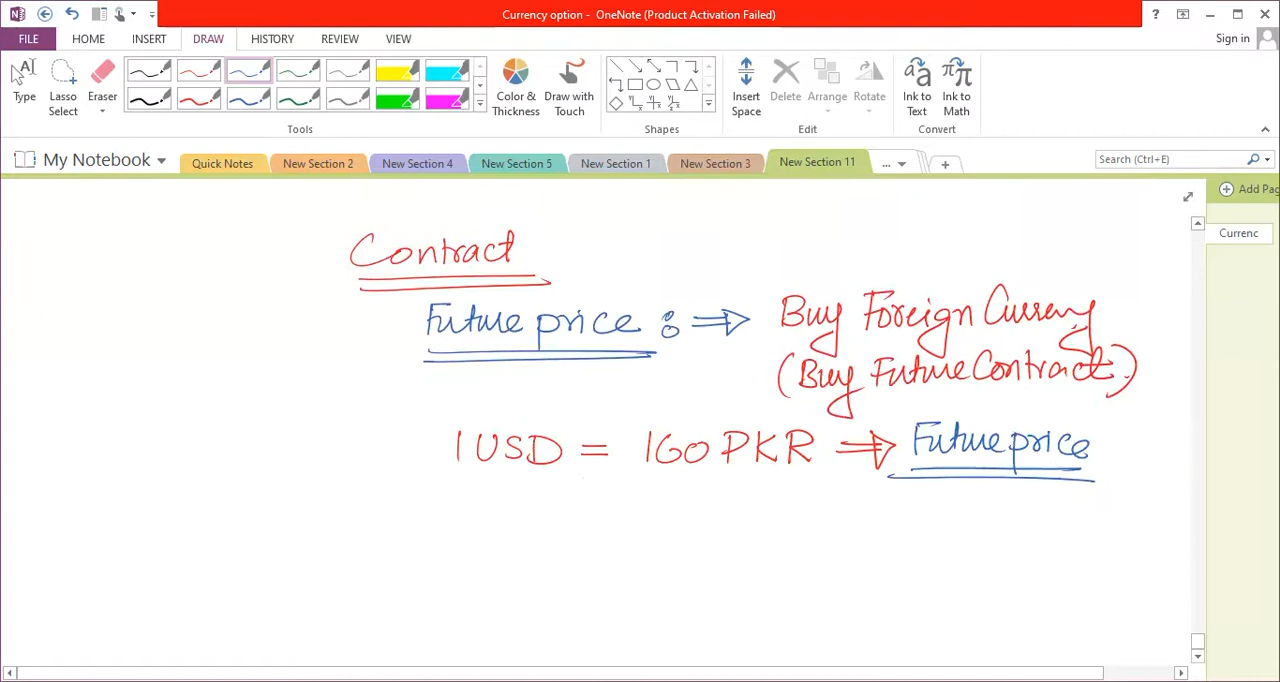 Currency option - OneNote (Product Activation Failed)
?
FILE HOME INSERT DRAW HISTORY REVIEW VIEW
Sign in
Type
Lasso Select
Eraser
Color & Thickness
Draw with Touch
Insert Space
Delete
Arrange
Rotate
Ink to Text
Ink to Math
Tools Shapes Edit Convert
My Notebook Quick Notes New Section 2 New Section 4 New Section 5 New Section 1 New Section 3 New Section 11 ...
Search (Ctrl+E)
Add Pag
Currenc
Contract
Future price : ⇒ Buy Foreign Currency
(Buy Future Contract)
1 USD = 160 PKR ⇒ Future price